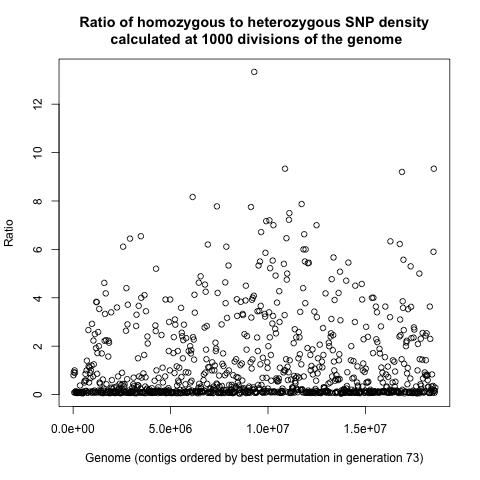 Ratio of homozygous to heterozygous SNP density
calculated at 1000 divisions of the genome
Ratio
12
10
8
6
4
2
0
0.0e+00 5.0e+06 1.0e+07 1.5e+07
Genome (contigs ordered by best permutation in generation 73)